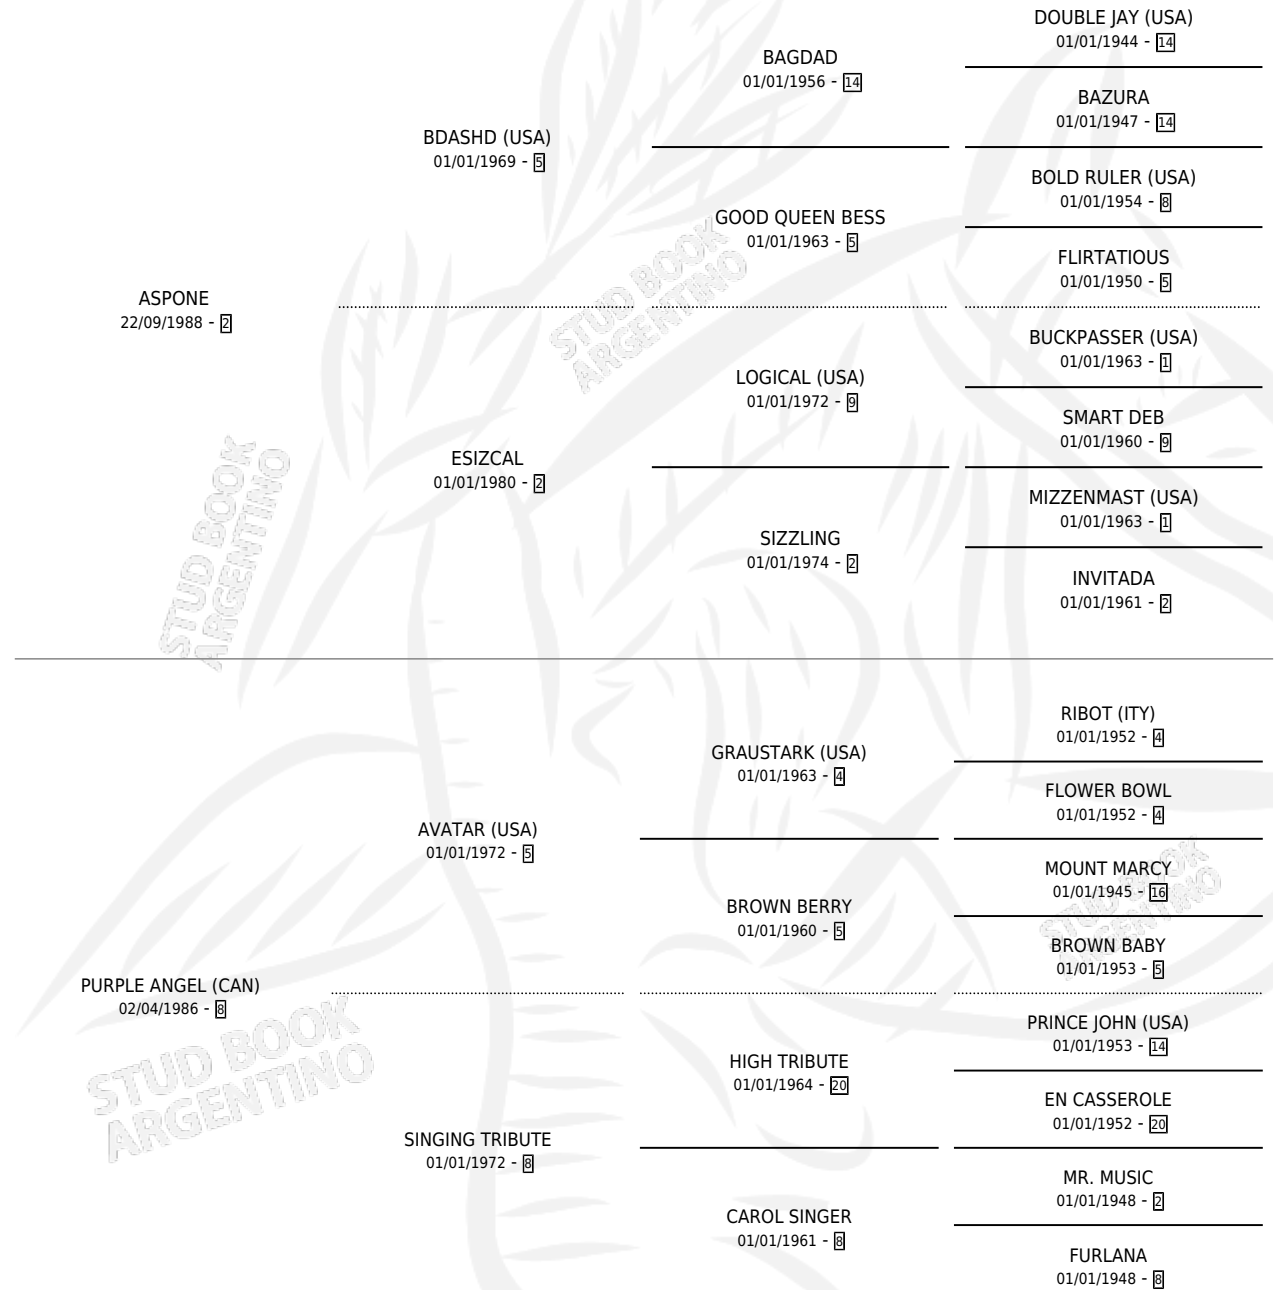 DOUBLE JAY (USA)
01/01/1944 - 14
BAGDAD
01/01/1956 - 14
BAZURA
01/01/1947 - 14
BDASHD (USA)
01/01/1969 - 5
BOLD RULER (USA)
01/01/1954 - 8
GOOD QUEEN BESS
01/01/1963 - 5
FLIRTATIOUS
01/01/1950 - 5
ASPONE
22/09/1988 - 2
STUD BOOK
ARGENTINO
BUCKPASSER (USA)
01/01/1963 - 1
LOGICAL (USA)
01/01/1972 - 9
SMART DEB
01/01/1960 - 9
ESIZCAL
01/01/1980 - 2
MIZZENMAST (USA)
01/01/1963 - 1
SIZZLING
01/01/1974 - 2
INVITADA
01/01/1961 - 2
STUD BOOK
ARGENTINO
RIBOT (ITY)
01/01/1952 - 4
GRAUSTARK (USA)
01/01/1963 - 4
FLOWER BOWL
01/01/1952 - 4
AVATAR (USA)
01/01/1972 - 5
MOUNT MARCY
01/01/1945 - 16
BROWN BERRY
01/01/1960 - 5
STUD BOOK
ARGENTINO
BROWN BABY
01/01/1953 - 5
PURPLE ANGEL (CAN)
02/04/1986 - 8
STUD BOOK
ARGENTINO
PRINCE JOHN (USA)
01/01/1953 - 14
HIGH TRIBUTE
01/01/1964 - 20
EN CASSEROLE
01/01/1952 - 20
SINGING TRIBUTE
01/01/1972 - 8
MR. MUSIC
01/01/1948 - 2
CAROL SINGER
01/01/1961 - 8
FURLANA
01/01/1948 - 8